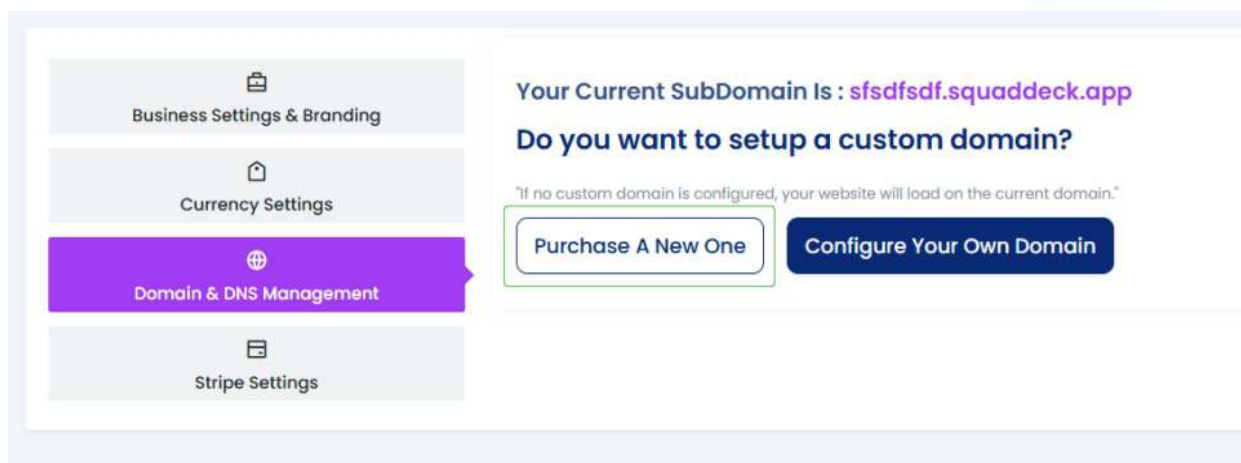 Business Settings & Branding
Currency Settings
Domain & DNS Management
Stripe Settings
Your Current SubDomain Is : sfsdfsdf.squaddeck.app
Do you want to setup a custom domain?
"If no custom domain is configured, your website will load on the current domain."
Purchase A New One
Configure Your Own Domain